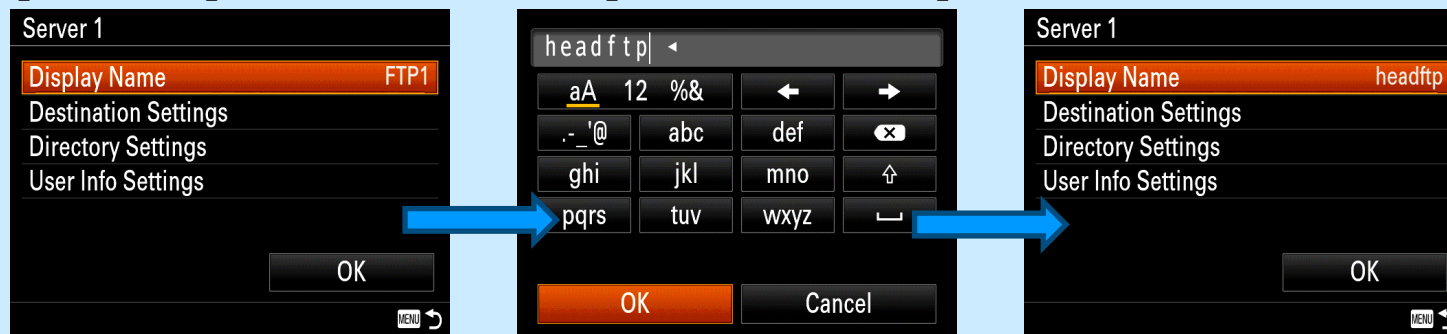 Server 1
Display Name FTP1
Destination Settings
Directory Settings
User Info Settings
OK
MENU
headftp
aA 12 %&
.-_'@ abc def
ghi jkl mno
pqrs tuv wxyz
OK Cancel
Server 1
Display Name headftp
Destination Settings
Directory Settings
User Info Settings
OK
MENU